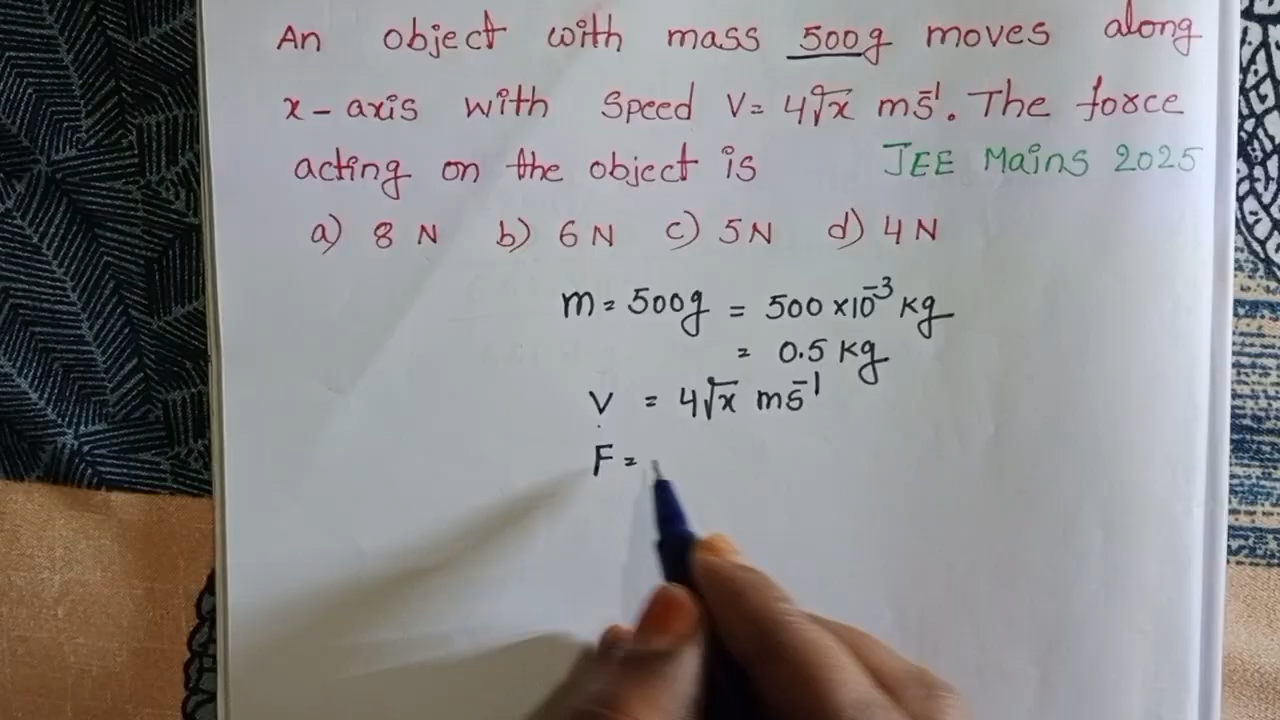 An object with mass 500g moves along
x-axis with speed V = 4√x ms⁻¹. The force
acting on the object is JEE Mains 2025
a) 8 N b) 6 N c) 5 N d) 4 N
m = 500g = 500 × 10⁻³ kg
= 0.5 kg
V = 4√x ms⁻¹
F =